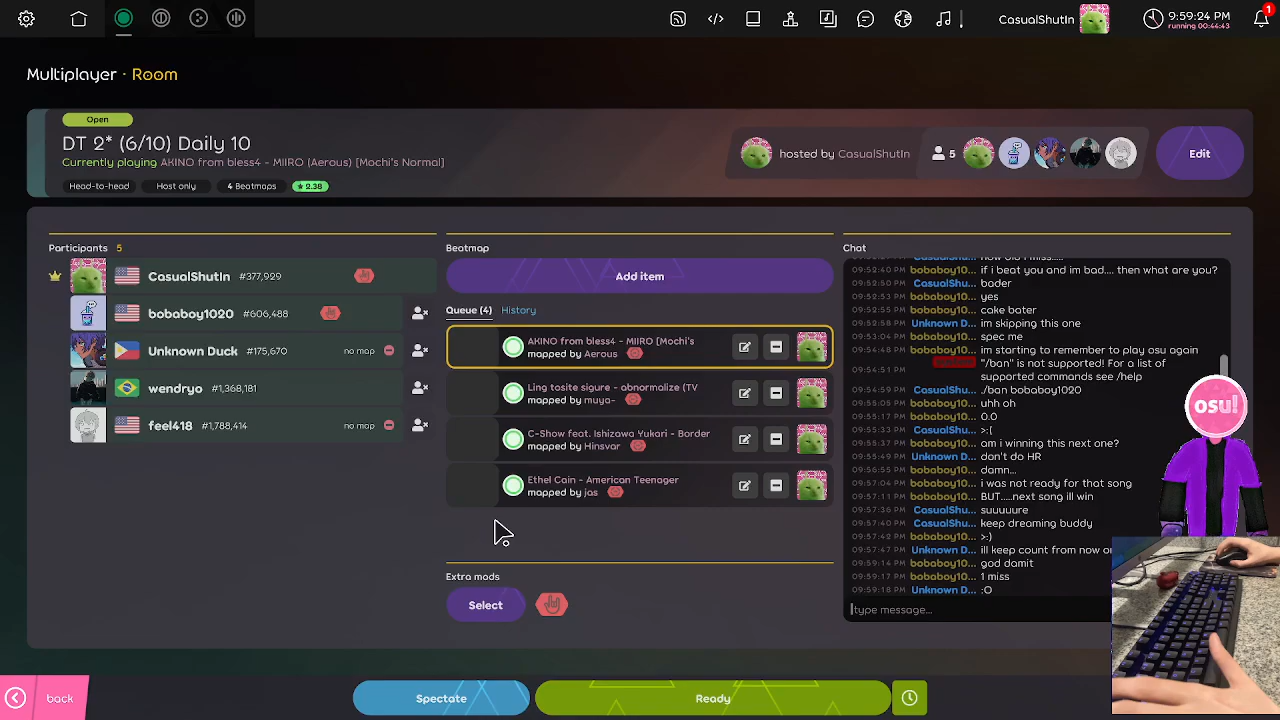 CasualShutIn
9:59:24 PM
running 00:44:43
1
Multiplayer · Room
Open
DT 2* (6/10) Daily 10
Currently playing AKINO from bless4 - MIIRO (Aerous) [Mochi's Normal]
Head-to-head
Host only
4 Beatmaps
2.38
hosted by CasualShutIn
5
Edit
Participants 5
CasualShutIn #377,929
bobaboy1020 #606,488
Unknown Duck #175,670 no map
wendryo #1,368,181
feel418 #1,788,414 no map
Beatmap
Add item
Queue (4) History
AKINO from bless4 - MIIRO [Mochi's
mapped by Aerous
Ling tosite sigure - abnormalize (TV
mapped by muya-
C-Show feat. Ishizawa Yukari - Border
mapped by Hinsvar
Ethel Cain - American Teenager
mapped by jas
Extra mods
Select
Chat
09:52:40 PM bobaboy10... if i beat you and im bad.... then what are you?
09:52:50 PM CasualShu... bader
09:52:53 PM bobaboy10... yes
09:52:55 PM bobaboy10... cake bater
09:52:58 PM Unknown D... im skipping this one
09:53:04 PM bobaboy10... spec me
09:54:48 PM bobaboy10... im starting to remember to play osu again
09:54:51 PM "/ban" is not supported! For a list of
supported commands see /help
09:54:59 PM CasualShu... ./ban bobaboy1020
09:55:05 PM bobaboy10... uhh oh
09:55:17 PM bobaboy10... 0.0
09:55:33 PM CasualShu... >:(
09:55:37 PM bobaboy10... am i winning this next one?
09:55:49 PM Unknown D... don't do HR
09:56:55 PM bobaboy10... damn...
09:57:04 PM bobaboy10... i was not ready for that song
09:57:11 PM bobaboy10... BUT.....next song ill win
09:57:36 PM CasualShu... suuuuure
09:57:40 PM CasualShu... keep dreaming buddy
09:57:42 PM bobaboy10... >:)
09:57:47 PM Unknown D... ill keep count from now
09:59:14 PM bobaboy10... god damit
09:59:17 PM bobaboy10... 1 miss
09:59:18 PM Unknown D... :O
type message...
osu!
back
Spectate
Ready